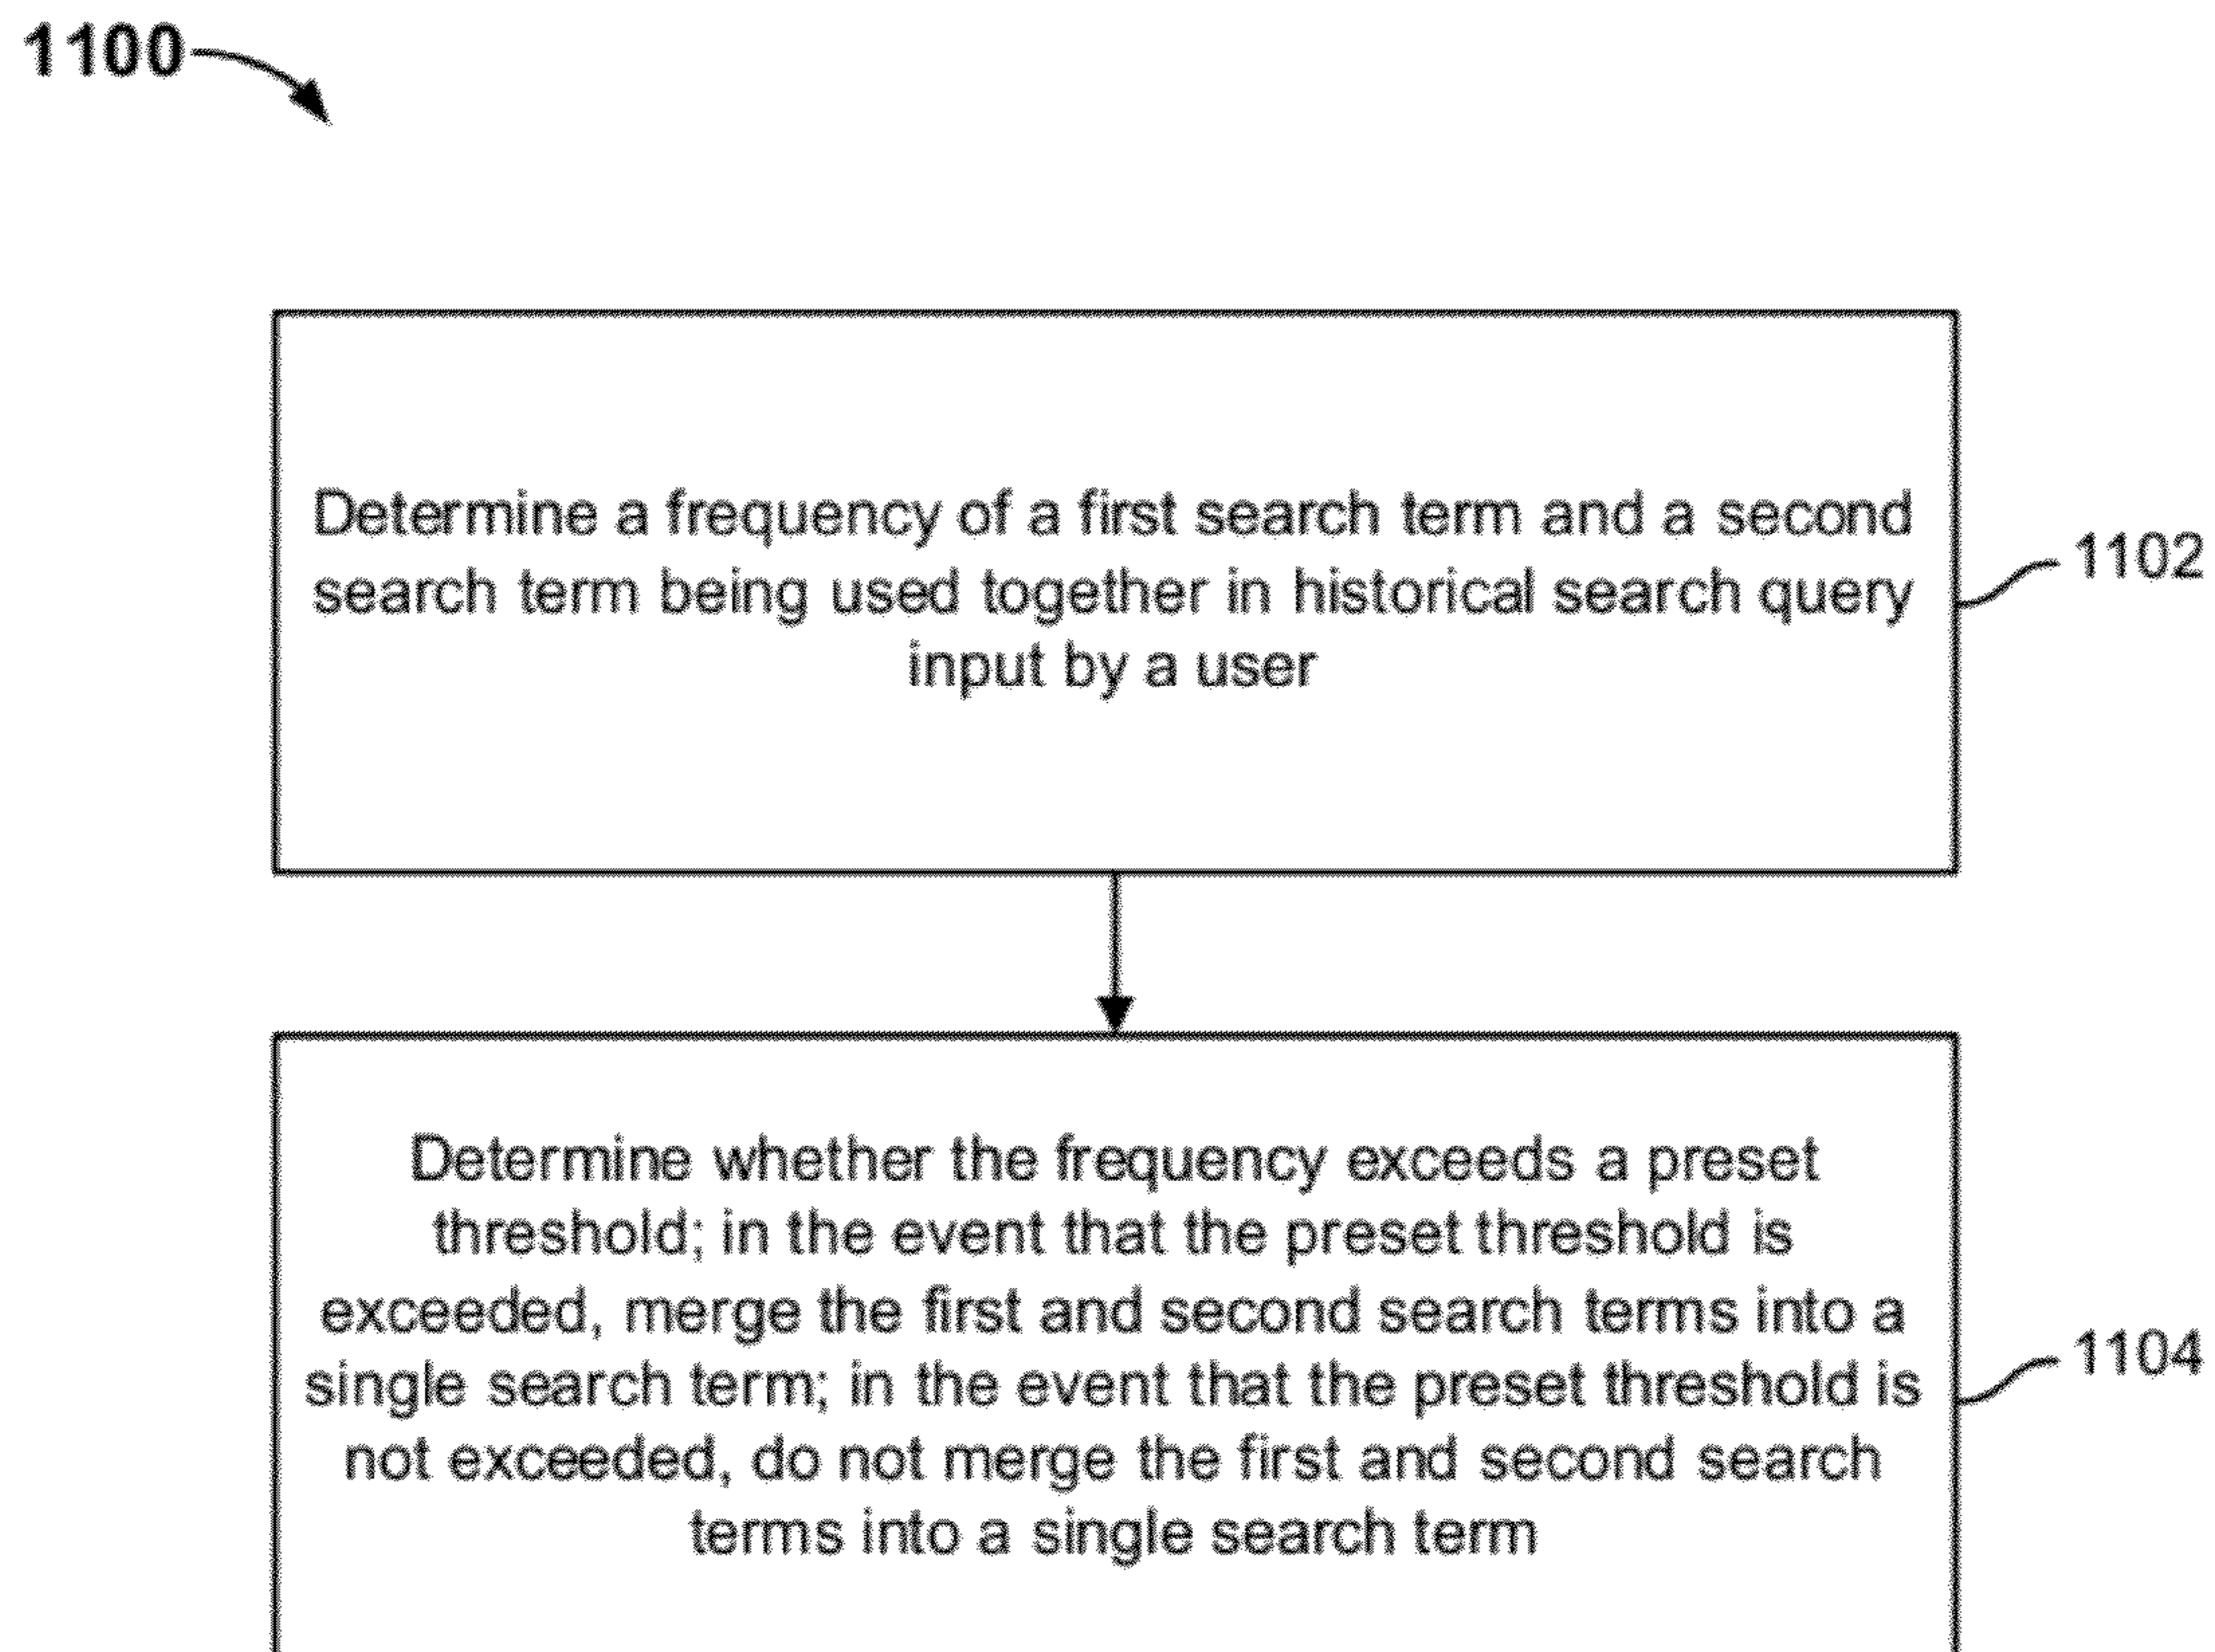 1100
Determine a frequency of a first search term and a second
search term being used together in historical search query
input by a user
1102
Determine whether the frequency exceeds a preset
threshold; in the event that the preset threshold is
exceeded, merge the first and second search terms into a
single search term; in the event that the preset threshold is
not exceeded, do not merge the first and second search
terms into a single search term
1104